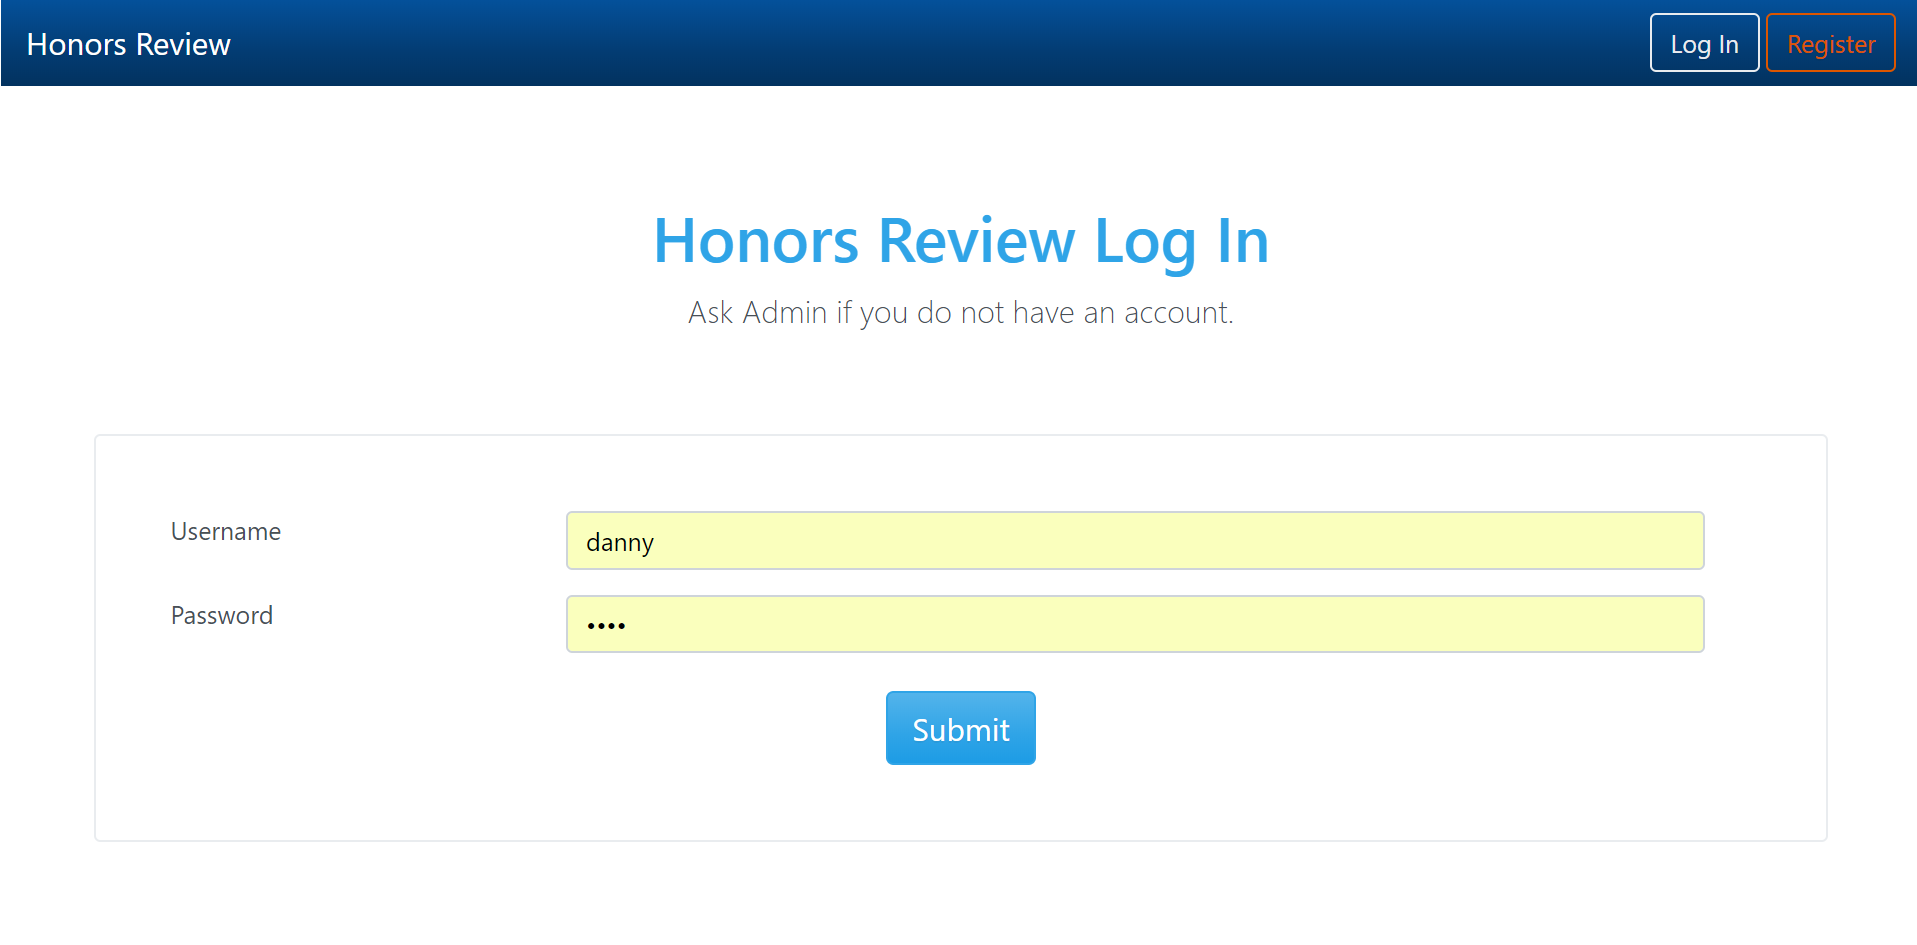 Honors Review
Log In
Register
Honors Review Log In
Ask Admin if you do not have an account.
Username
danny
Password
••••
Submit